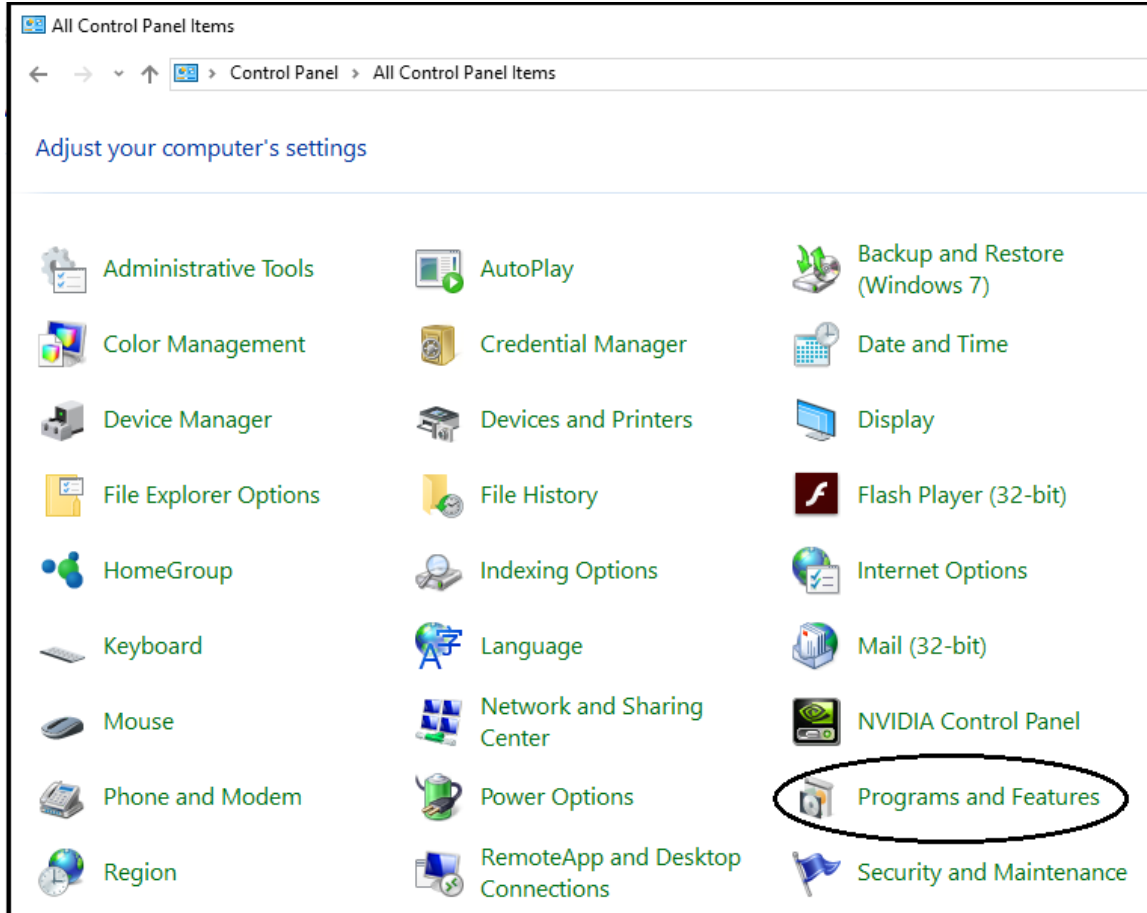 All Control Panel Items
Control Panel > All Control Panel Items
Adjust your computer's settings
Administrative Tools
AutoPlay
Backup and Restore
(Windows 7)
Color Management
Credential Manager
Date and Time
Device Manager
Devices and Printers
Display
File Explorer Options
File History
Flash Player (32-bit)
HomeGroup
Indexing Options
Internet Options
Keyboard
Language
Mail (32-bit)
Mouse
Network and Sharing
Center
NVIDIA Control Panel
Phone and Modem
Power Options
Programs and Features
Region
RemoteApp and Desktop
Connections
Security and Maintenance